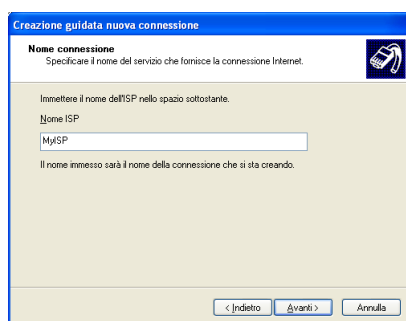 Creazione guidata nuova connessione
Nome connessione
Specificare il nome del servizio che fornisce la connessione Internet.
Immettere il nome dell'ISP nello spazio sottostante.
Nome ISP
MyISP
Il nome immesso sarà il nome della connessione che si sta creando.
< Indietro Avanti > Annulla